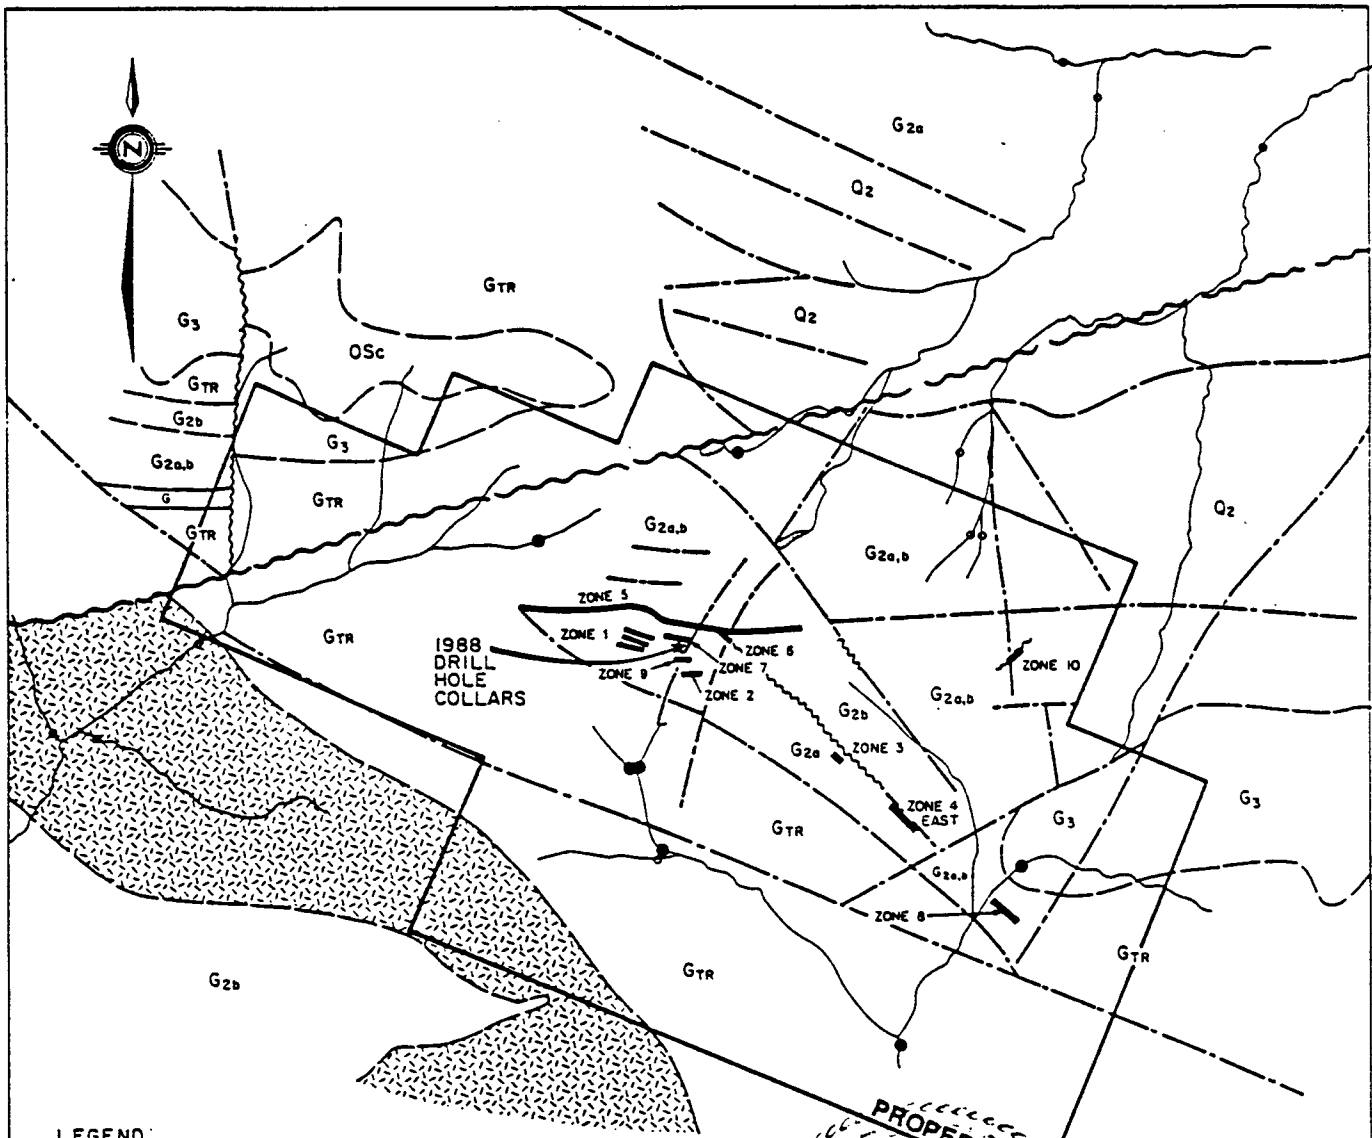 G2a
N
Q2
GTR
G3
Q2
OSc
GTR
G2b
G3
G2a,b
G
GTR
Q2
GTR
G2a,b
G2a,b
ZONE 5
GTR
ZONE 1
1988
DRILL
HOLE
COLLARS
ZONE 6
ZONE 7
ZONE 9
ZONE 10
ZONE 2
G2a,b
G2b
G2a
ZONE 3
G3
ZONE 4
EAST
G3
GTR
G2a,b
ZONE 8
GTR
GTR
G2b
LEGEND: